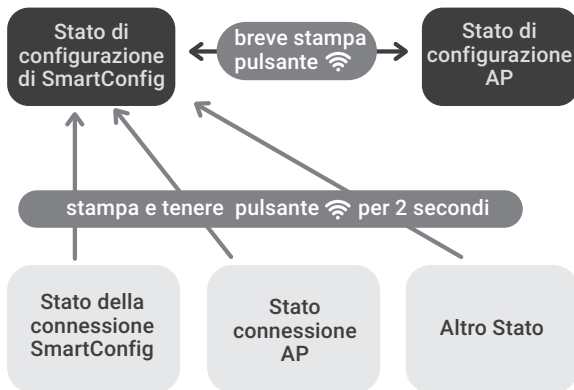 Stato di
configurazione
di SmartConfig
breve stampa
pulsante
Stato di
configurazione
AP
stampa e tenere pulsante per 2 secondi
Stato della
connessione
SmartConfig
Stato
connessione
AP
Altro Stato